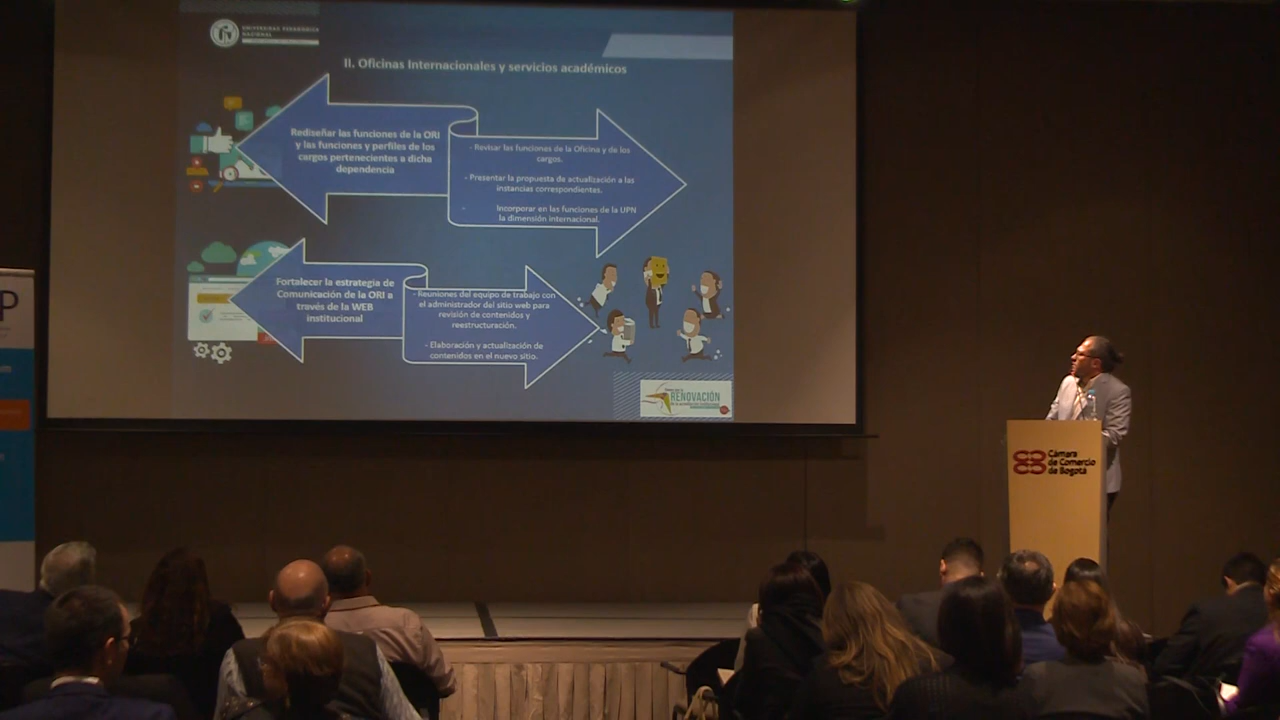 UNIVERSIDAD PEDAGOGICA
NACIONAL
II. Oficinas Internacionales y servicios académicos
Rediseñar las funciones de la ORI
y las funciones y perfiles de los
cargos pertenecientes a dicha
dependencia
- Revisar las funciones de la Oficina y de los
cargos.
- Presentar la propuesta de actualización a las
instancias correspondientes.
- Incorporar en las funciones de la UPN
la dimensión internacional.
Fortalecer la estrategia de
Comunicación de la ORI a
través de la WEB
institucional
- Reuniones del equipo de trabajo con
el administrador del sitio web para
revisión de contenidos y
reestructuración.
- Elaboración y actualización de
contenidos en el nuevo sitio.
RENOVACIÓN
Cámara
de Comercio
de Bogotá
P